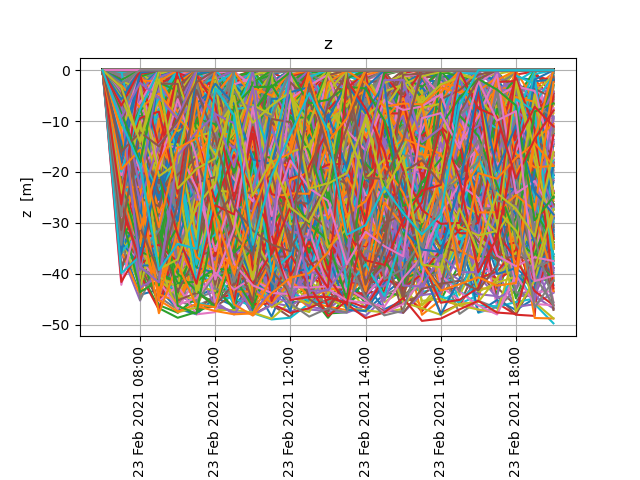 z
0
−10
−20
−30
−40
−50
z [m]
23 Feb 2021 08:00
23 Feb 2021 10:00
23 Feb 2021 12:00
23 Feb 2021 14:00
23 Feb 2021 16:00
23 Feb 2021 18:00